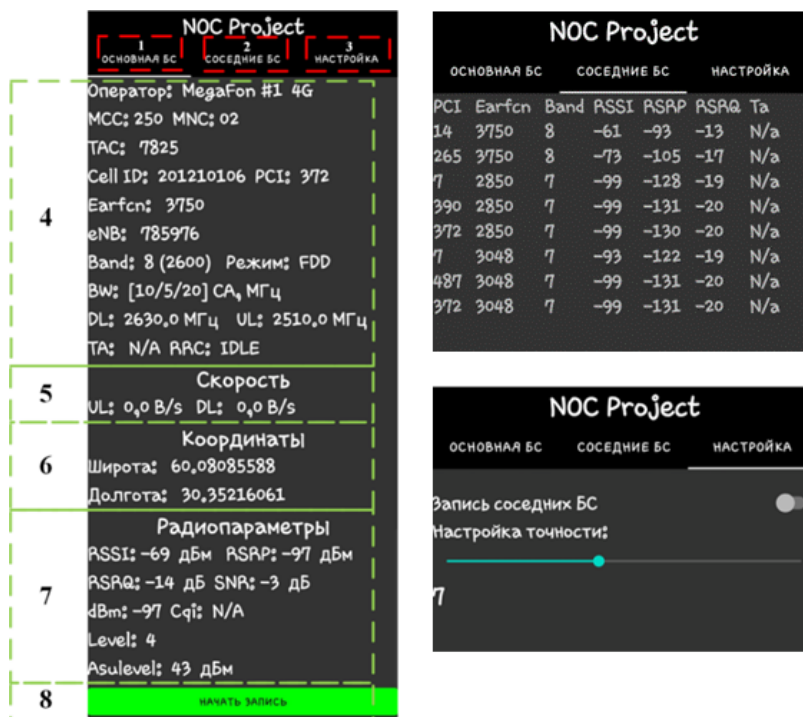 NOC Project
1 2 3
ОСНОВНАЯ БС СОСЕДНИЕ БС НАСТРОЙКА
Оператор: MegaFon #1 4G
MCC: 250 MNC: 02
TAC: 7825
Cell ID: 201210106 PCI: 372
4
Earfcn: 3750
eNB: 785976
Band: 8 (2600) Режим: FDD
BW: [10/5/20] CA, МГц
DL: 2630,0 МГц UL: 2510,0 МГц
TA: N/A RRC: IDLE
5
Скорость
UL: 0,0 B/s DL: 0,0 B/s
6
Координаты
Широта: 60.08085588
Долгота: 30.35216061
Радиопараметры
RSSI: -69 дБм RSRP: -97 дБм
RSRQ: -14 дБ SNR: -3 дБ
7
dBm: -97 Cqi: N/A
Level: 4
Asulevel: 43 дБм
8
НАЧАТЬ ЗАПИСЬ
NOC Project
ОСНОВНАЯ БС СОСЕДНИЕ БС НАСТРОЙКА
PCI Earfcn Band RSSI RSRP RSRQ Ta
14 3750 8 -61 -93 -13 N/a
265 3750 8 -73 -105 -17 N/a
7 2850 7 -99 -128 -19 N/a
390 2850 7 -99 -131 -20 N/a
372 2850 7 -99 -130 -20 N/a
7 3048 7 -93 -122 -19 N/a
487 3048 7 -99 -131 -20 N/a
372 3048 7 -99 -131 -20 N/a
NOC Project
ОСНОВНАЯ БС СОСЕДНИЕ БС НАСТРОЙКА
Запись соседних БС
Настройка точности:
7